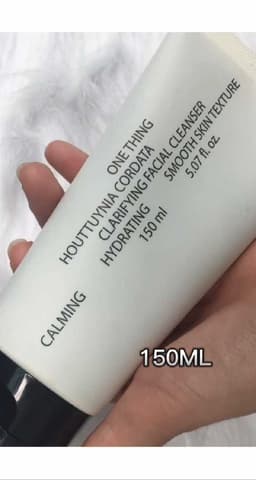 ONE THING
HOUTTUYNIA CORDATA
CLARIFYING FACIAL CLEANSER
CALMING HYDRATING SMOOTH SKIN TEXTURE
150 ml 5.07 fl. oz
150ML